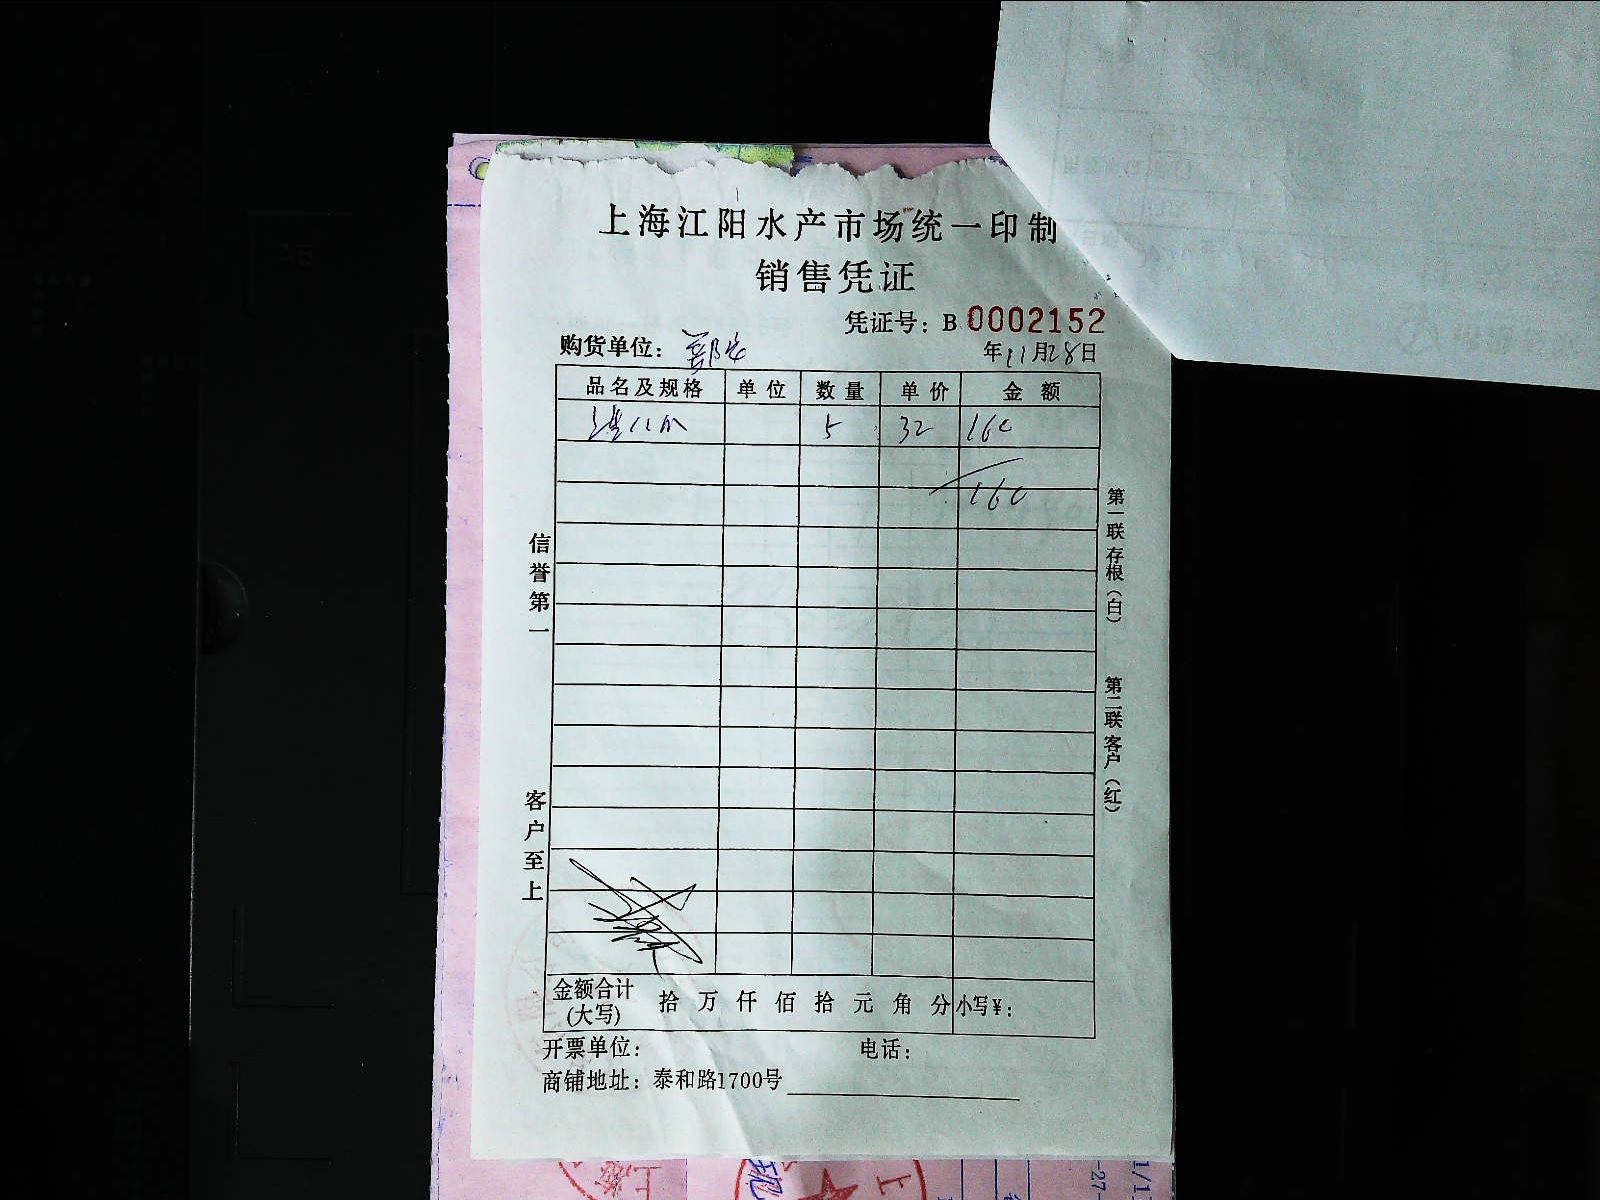 上海江阳水产市场统一印制
销售凭证
凭证号：B 0002152
购货单位：
年11月28日
品名及规格 单位 数量 单价 金额
5 32 160
160
信誉第一
客户至上
第一联存根（白）
第二联客户（红）
金额合计(大写) 拾万仟佰拾元角分 小写¥：
开票单位： 电话：
商铺地址：泰和路1700号
上海
上